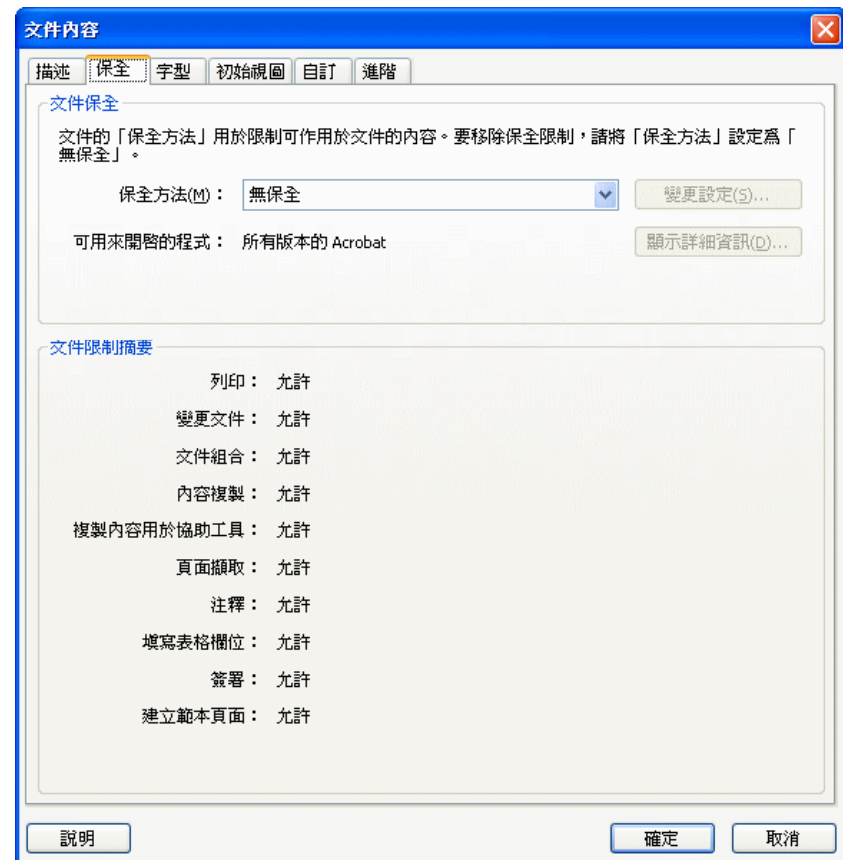 文件內容
描述 保全 字型 初始視圖 自訂 進階
文件保全
文件的「保全方法」用於限制可作用於文件的內容。要移除保全限制，請將「保全方法」設定為「
無保全」。
保全方法(M)： 無保全 變更設定(S)...
可用來開啟的程式： 所有版本的 Acrobat 顯示詳細資訊(D)...
文件限制摘要
列印： 允許
變更文件： 允許
文件組合： 允許
內容複製： 允許
複製內容用於協助工具： 允許
頁面擷取： 允許
注釋： 允許
填寫表格欄位： 允許
簽署： 允許
建立範本頁面： 允許
說明 確定 取消